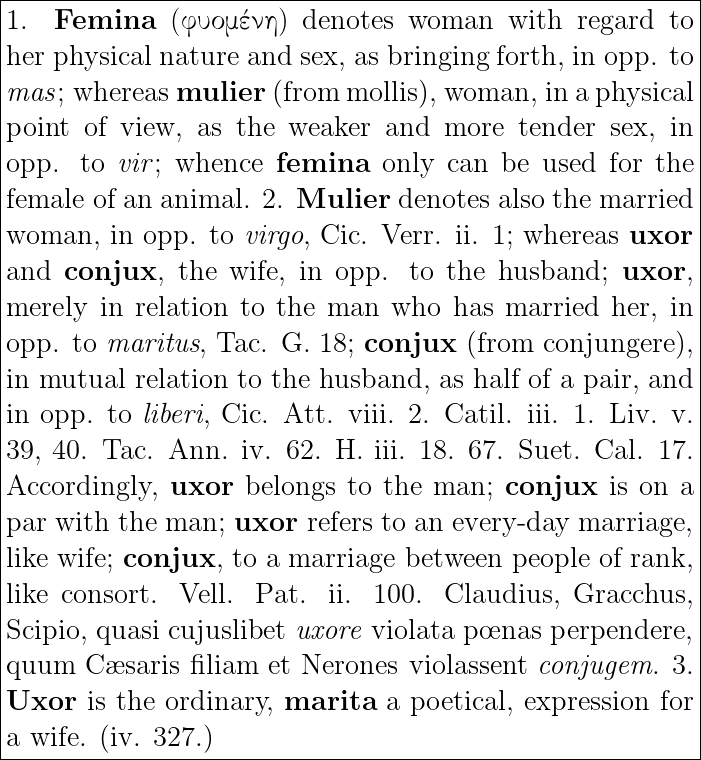 1. Femina (φυομένη) denotes woman with regard to
her physical nature and sex, as bringing forth, in opp. to
mas; whereas mulier (from mollis), woman, in a physical
point of view, as the weaker and more tender sex, in
opp. to vir; whence femina only can be used for the
female of an animal. 2. Mulier denotes also the married
woman, in opp. to virgo, Cic. Verr. ii. 1; whereas uxor
and conjux, the wife, in opp. to the husband; uxor,
merely in relation to the man who has married her, in
opp. to maritus, Tac. G. 18; conjux (from conjungere),
in mutual relation to the husband, as half of a pair, and
in opp. to liberi, Cic. Att. viii. 2. Catil. iii. 1. Liv. v.
39, 40. Tac. Ann. iv. 62. H. iii. 18. 67. Suet. Cal. 17.
Accordingly, uxor belongs to the man; conjux is on a
par with the man; uxor refers to an every-day marriage,
like wife; conjux, to a marriage between people of rank,
like consort. Vell. Pat. ii. 100. Claudius, Gracchus,
Scipio, quasi cujuslibet uxore violata pœnas perpendere,
quum Cæsaris filiam et Nerones violassent conjugem. 3.
Uxor is the ordinary, marita a poetical, expression for
a wife. (iv. 327.)